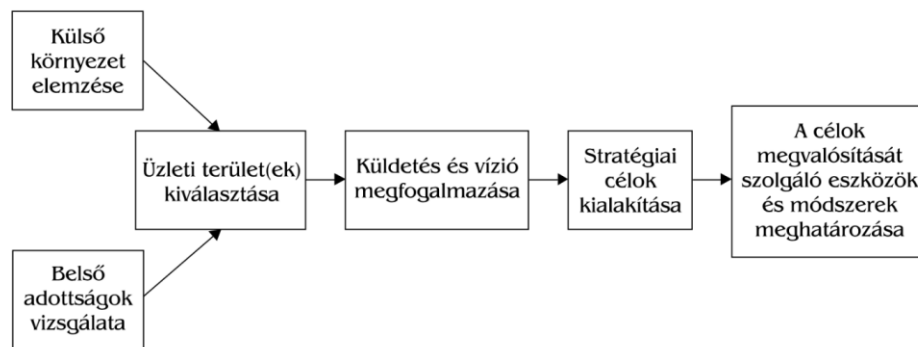 Külső
környezet
elemzése
Belső
adottságok
vizsgálata
Üzleti terület(ek)
kiválasztása
Küldetés és vízió
megfogalmazása
Stratégiai
célok
kialakítása
A célok
megvalósítását
szolgáló eszközök
és módszerek
meghatározása